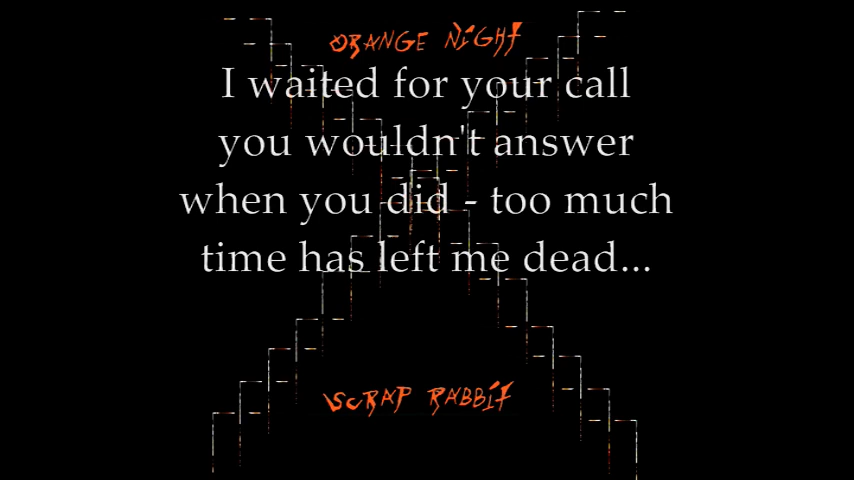 ORANGE NIGHT
I waited for your call
you wouldn't answer
when you did - too much
time has left me dead...
SCRAP RABBIT